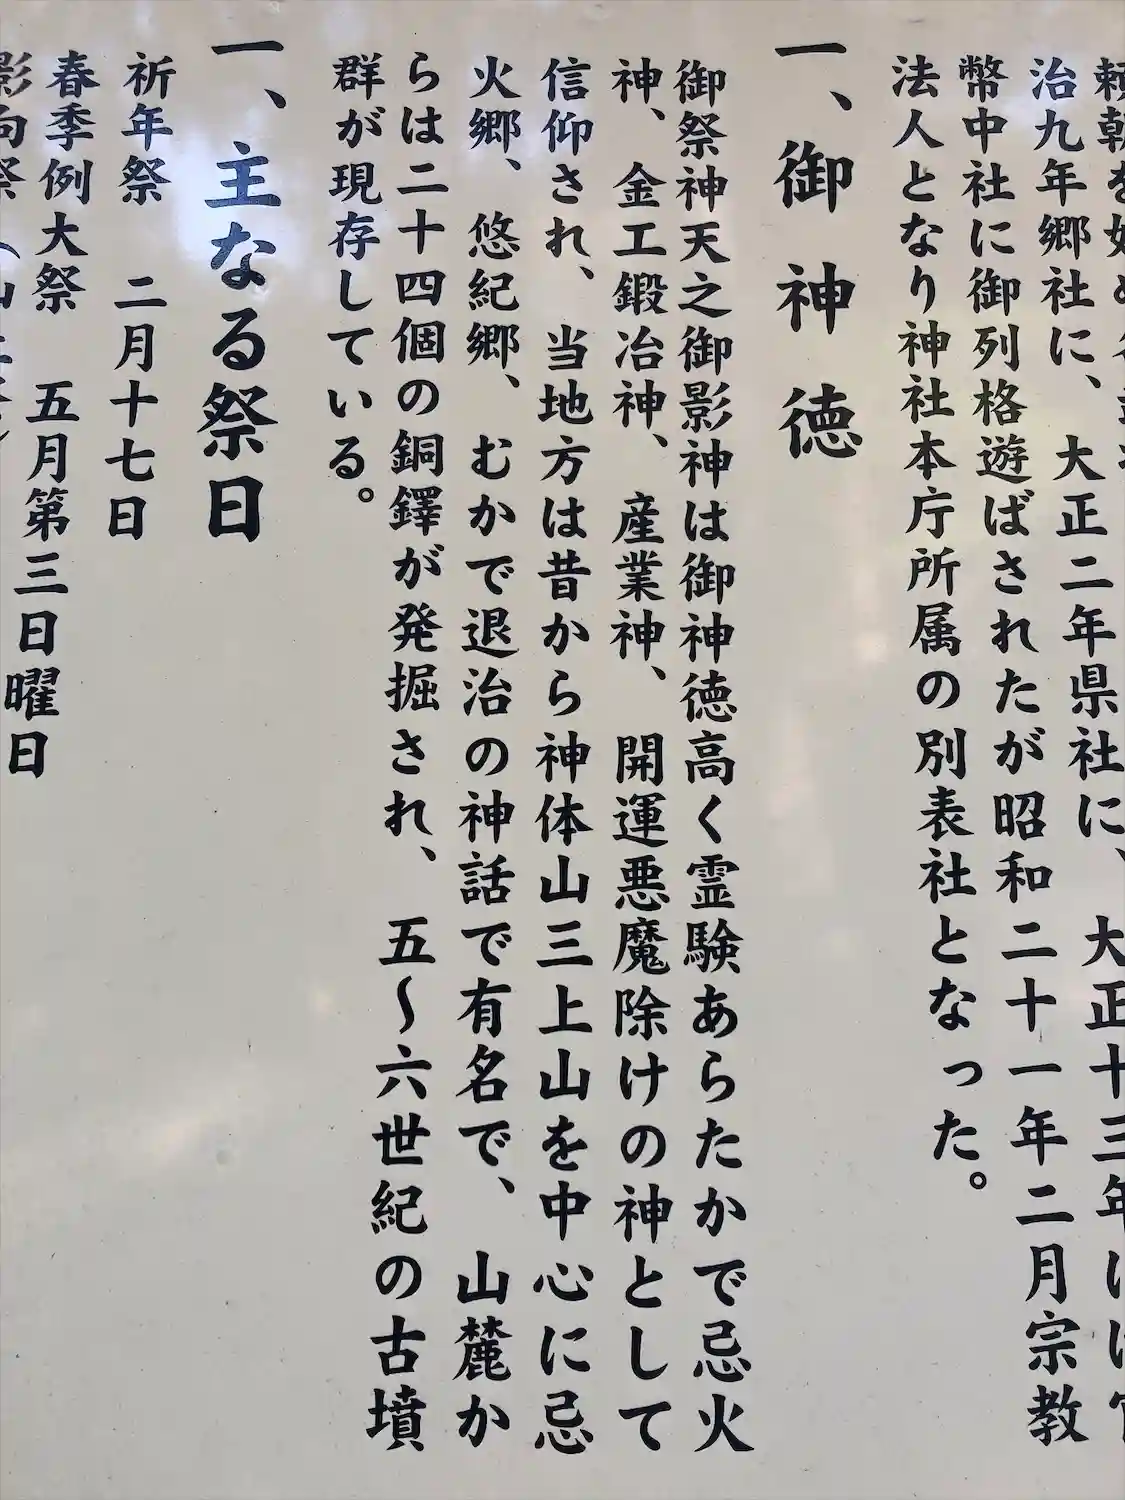 治九年郷社に、大正二年県社に、大正十三年
幣中社に御列格遊ばされたが昭和二十一年二月宗教
法人となり神社本庁所属の別表社となった。
一、御神徳
御祭神天之御影神は御神徳高く霊験あらたかで忌火
神、金工鍛冶神、産業神、開運悪魔除けの神として
信仰され、当地方は昔から神体山三上山を中心に忌
火郷、悠紀郷、むかで退治の神話で有名で、山麓か
らは二十四個の銅鐸が発掘され、五〜六世紀の古墳
群が現存している。
一、主なる祭日
祈年祭 二月十七日
春季例大祭 五月第三日曜日
影向祭